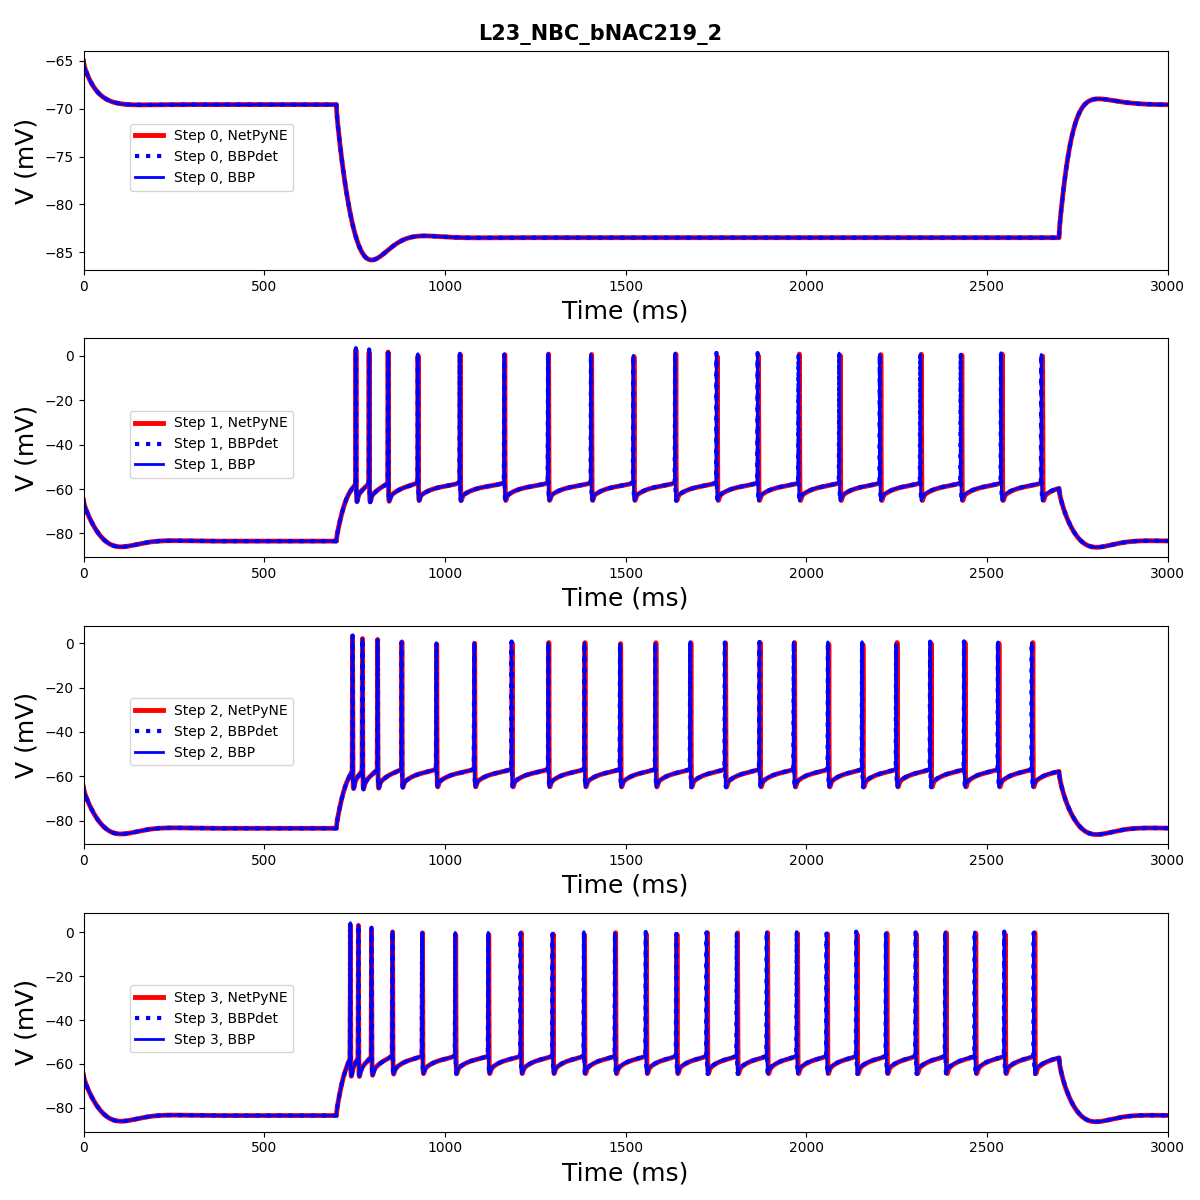 L23_NBC_bNAC219_2
−65
−70
−75
−80
−85
V (mV)
Step 0, NetPyNE
Step 0, BBPdet
Step 0, BBP
0 500 1000 1500 2000 2500 3000
Time (ms)
0
−20
−40
−60
−80
V (mV)
Step 1, NetPyNE
Step 1, BBPdet
Step 1, BBP
0 500 1000 1500 2000 2500 3000
Time (ms)
0
−20
−40
−60
−80
V (mV)
Step 2, NetPyNE
Step 2, BBPdet
Step 2, BBP
0 500 1000 1500 2000 2500 3000
Time (ms)
0
−20
−40
−60
−80
V (mV)
Step 3, NetPyNE
Step 3, BBPdet
Step 3, BBP
0 500 1000 1500 2000 2500 3000
Time (ms)